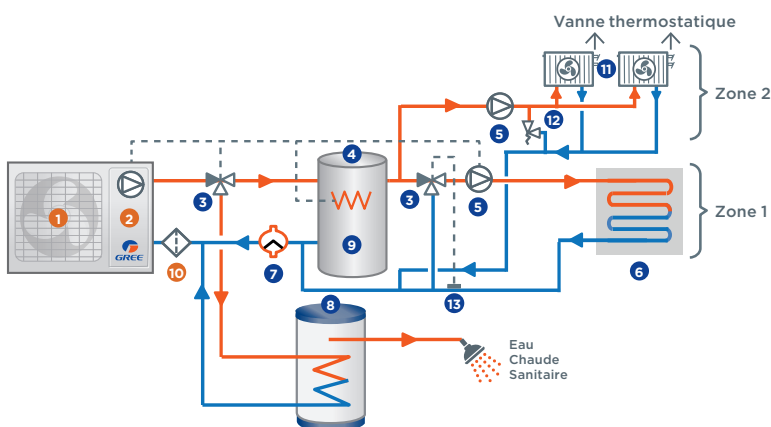 Vanne thermostatique
11
Zone 2
5
12
4
3
3
5
1
2
Zone 1
9
GREE
10
7
6
8
13
Eau
Chaude
Sanitaire